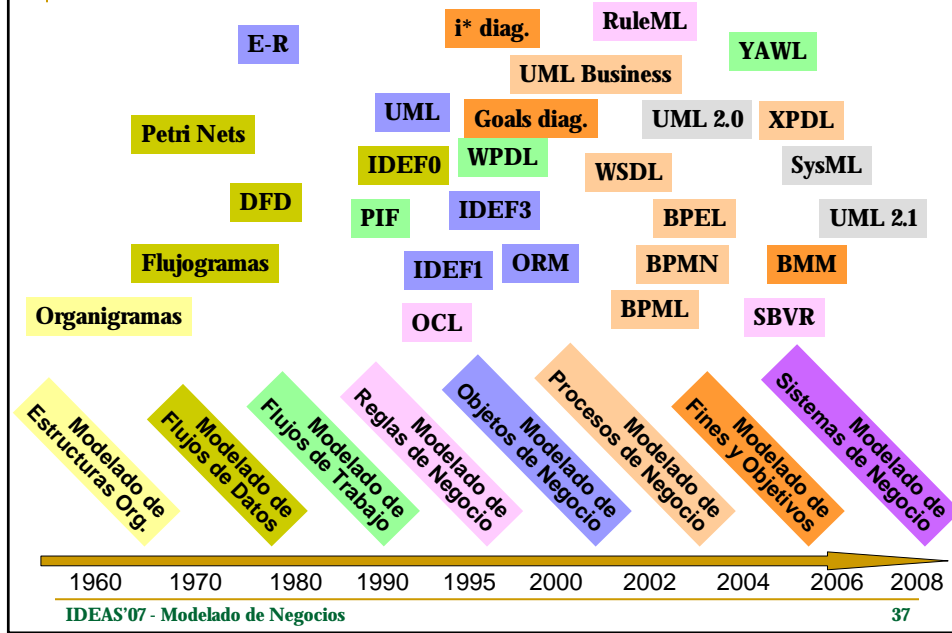 E-R
i* diag.
RuleML
YAWL
UML Business
UML
Goals diag.
UML 2.0
XPDL
Petri Nets
IDEF0
WPDL
WSDL
SysML
DFD
PIF
IDEF3
BPEL
UML 2.1
Flujogramas
IDEF1
ORM
BPMN
BMM
Organigramas
OCL
BPML
SBVR
Modelado de
Estructuras Org.
Modelado de
Flujos de Datos
Modelado de
Flujos de Trabajo
Modelado de
Reglas de Negocio
Modelado de
Objetos de Negocio
Modelado de
Procesos de Negocio
Modelado de
Fines y Objetivos
Modelado de
Sistemas de Negocio
1960 1970 1980 1990 1995 2000 2002 2004 2006 2008
IDEAS'07 - Modelado de Negocios 37